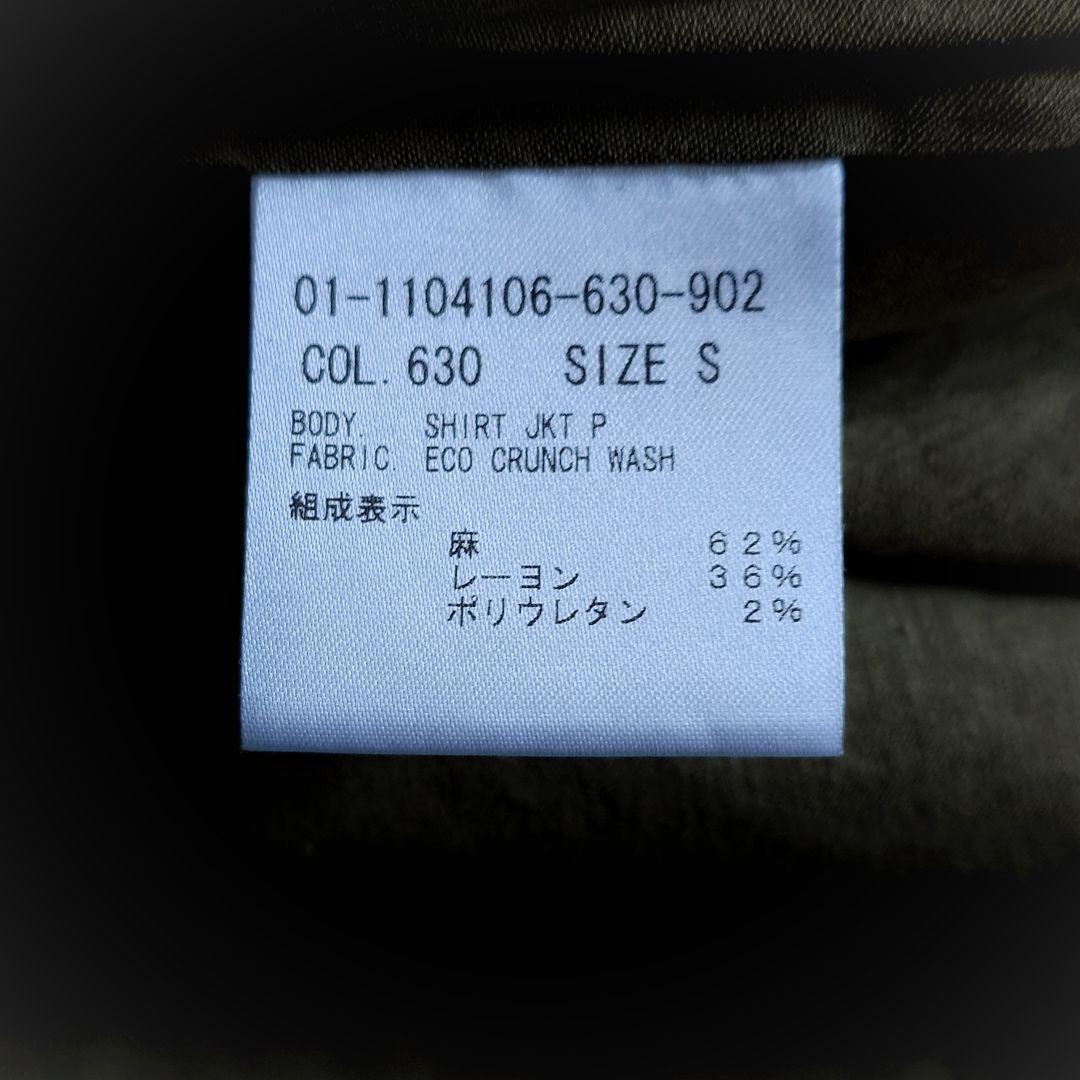 01-1104106-630-902
COL. 630 SIZE S
BODY. SHIRT JKT P
FABRIC. ECO CRUNCH WASH
組成表示
麻 62%
レーヨン 36%
ポリウレタン 2%